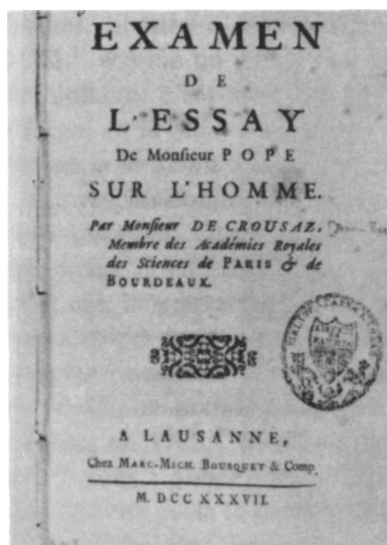 EXAMEN
DE
L'ESSAY
De Monſieur POPE
SUR L'HOMME.
Par Monſieur DE CROUSAZ.
Membre des Académies Royales
des Sciences de PARIS & de
BOURDEAUX.
A LAUSANNE,
Chez MARC-MICH. BOUSQUET & Comp
M. DCC XXXVII.